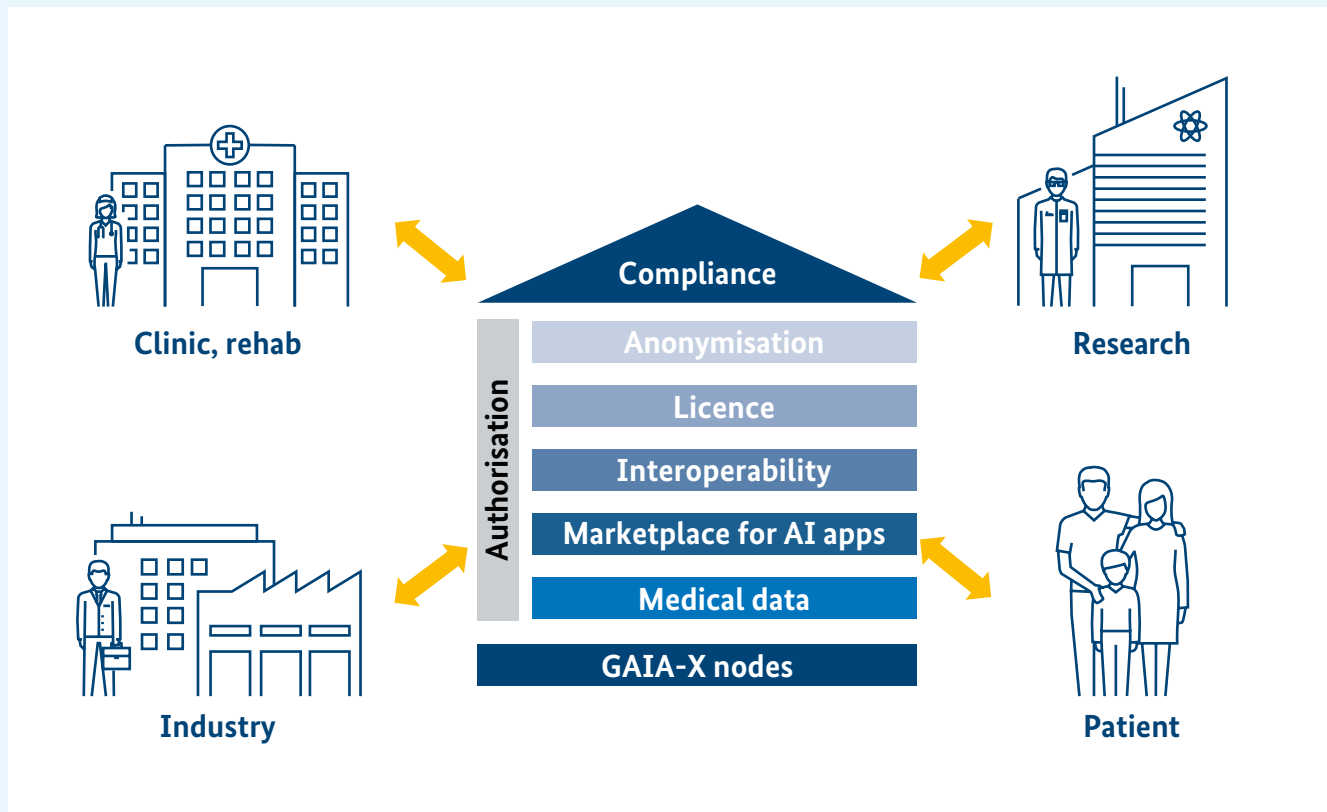 Compliance
Clinic, rehab
Research
Authorisation
Anonymisation
Licence
Interoperability
Marketplace for AI apps
Medical data
GAIA-X nodes
Industry
Patient